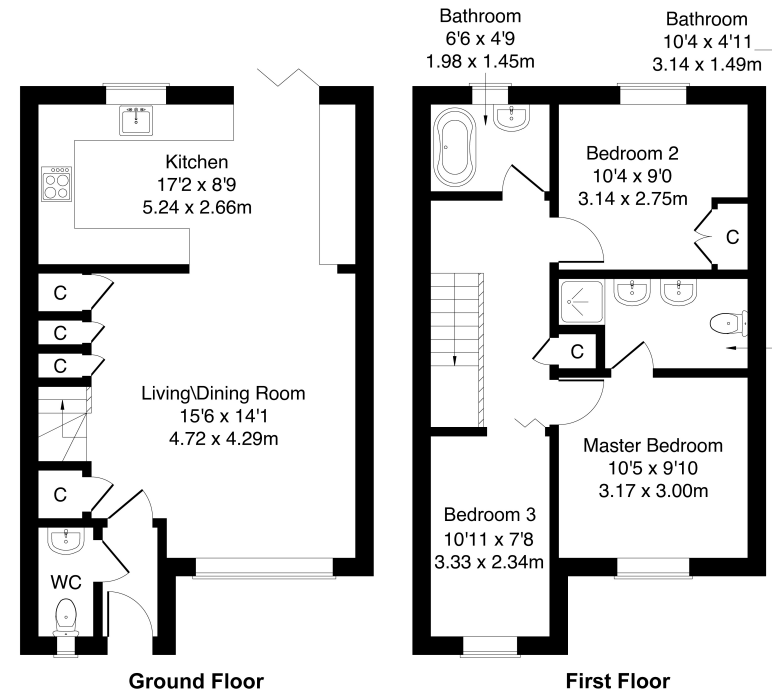 Bathroom
6'6 x 4'9
1.98 x 1.45m
Bathroom
10'4 x 4'11
3.14 x 1.49m
Kitchen
17'2 x 8'9
5.24 x 2.66m
Bedroom 2
10'4 x 9'0
3.14 x 2.75m
C
C
C
C
C
Living\Dining Room
15'6 x 14'1
4.72 x 4.29m
Master Bedroom
10'5 x 9'10
3.17 x 3.00m
C
Bedroom 3
10'11 x 7'8
3.33 x 2.34m
WC
Ground Floor
First Floor